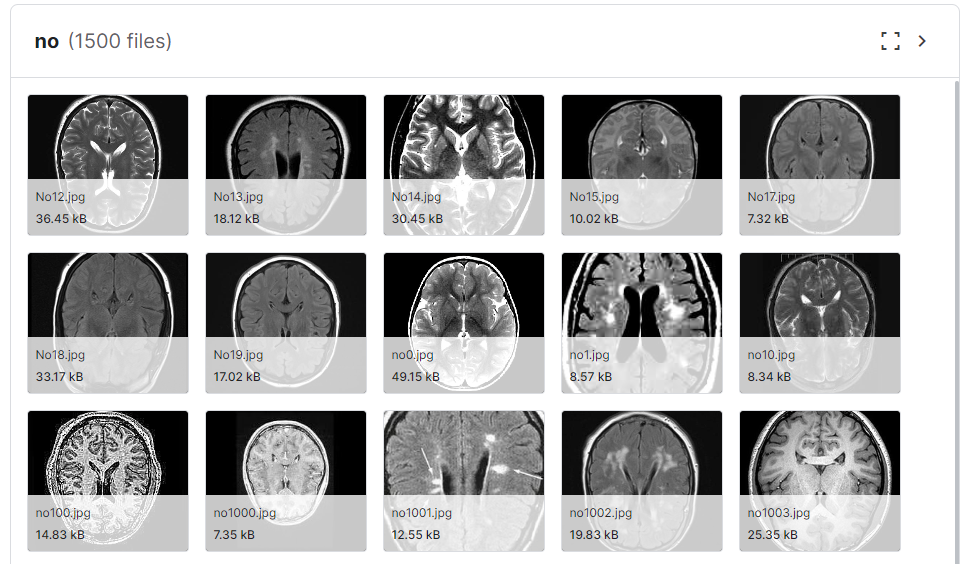 no (1500 files)
No12.jpg
36.45 kB
No13.jpg
18.12 kB
No14.jpg
30.45 kB
No15.jpg
10.02 kB
No17.jpg
7.32 kB
No18.jpg
33.17 kB
No19.jpg
17.02 kB
no0.jpg
49.15 kB
no1.jpg
8.57 kB
no10.jpg
8.34 kB
no100.jpg
14.83 kB
no1000.jpg
7.35 kB
no1001.jpg
12.55 kB
no1002.jpg
19.83 kB
no1003.jpg
25.35 kB